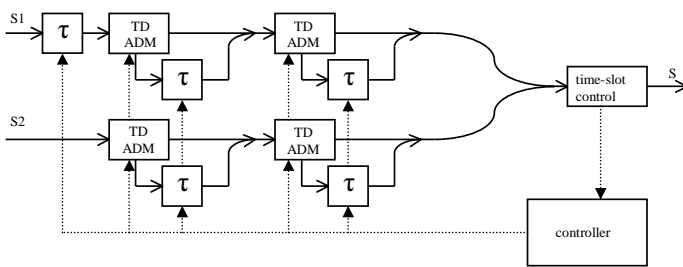 S1
τ
TD
ADM
TD
ADM
τ
τ
S2
TD
ADM
TD
ADM
τ
τ
time-slot
control
S
controller